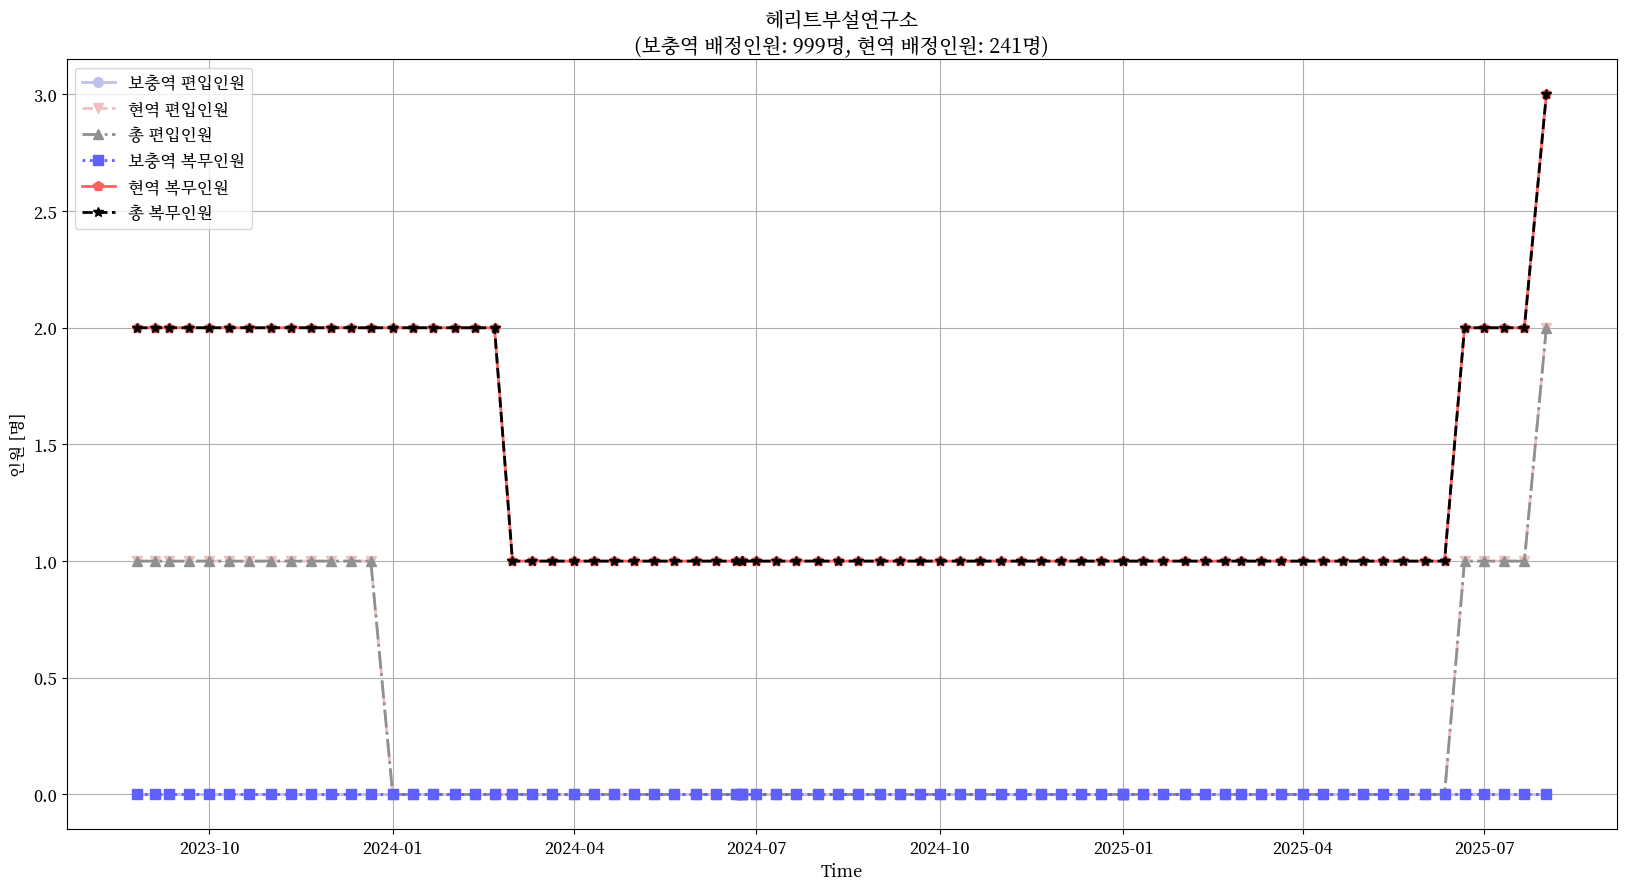 헤리트부설연구소
(보충역 배정인원: 999명, 현역 배정인원: 241명)
보충역 편입인원
현역 편입인원
총 편입인원
보충역 복무인원
현역 복무인원
총 복무인원
3.0
2.5
2.0
1.5
1.0
0.5
0.0
인원 [명]
2023-10
2024-01
2024-04
2024-07
2024-10
2025-01
2025-04
2025-07
Time